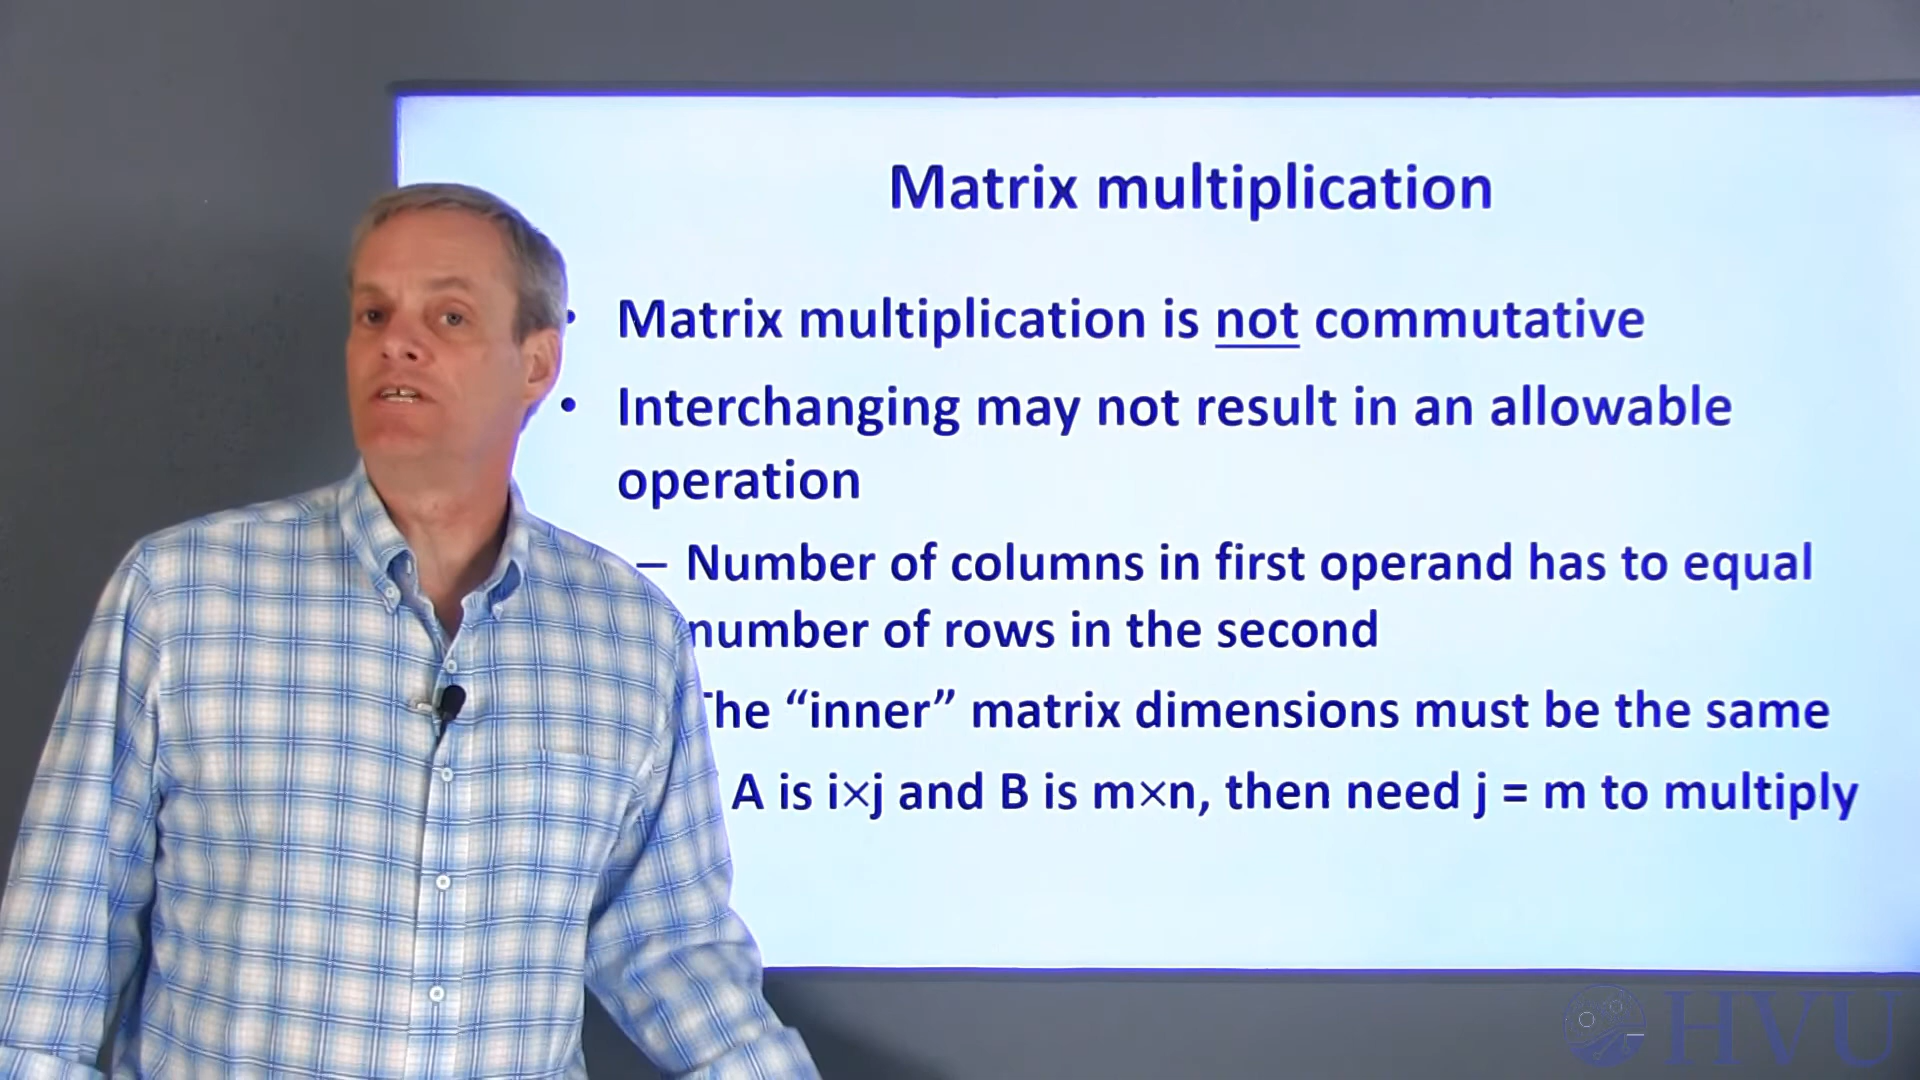 Matrix multiplication
• Matrix multiplication is not commutative
• Interchanging may not result in an allowable
operation
– Number of columns in first operand has to equal
number of rows in the second
The “inner” matrix dimensions must be the same
A is i×j and B is m×n, then need j = m to multiply
HVU